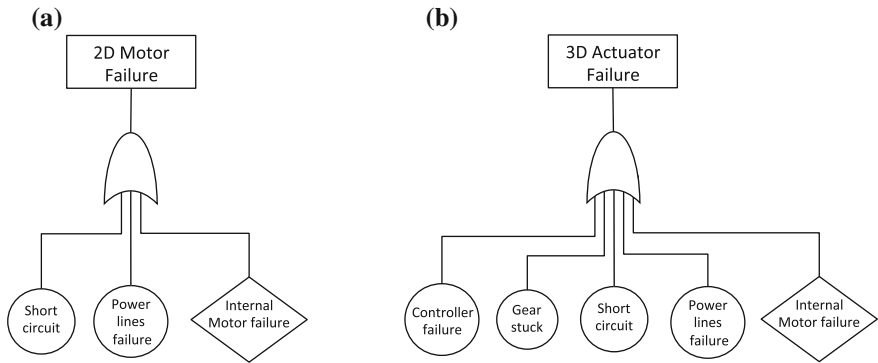 (a)
2D Motor
Failure
Short
circuit
Power
lines
failure
Internal
Motor failure
(b)
3D Actuator
Failure
Controller
failure
Gear
stuck
Short
circuit
Power
lines
failure
Internal
Motor failure